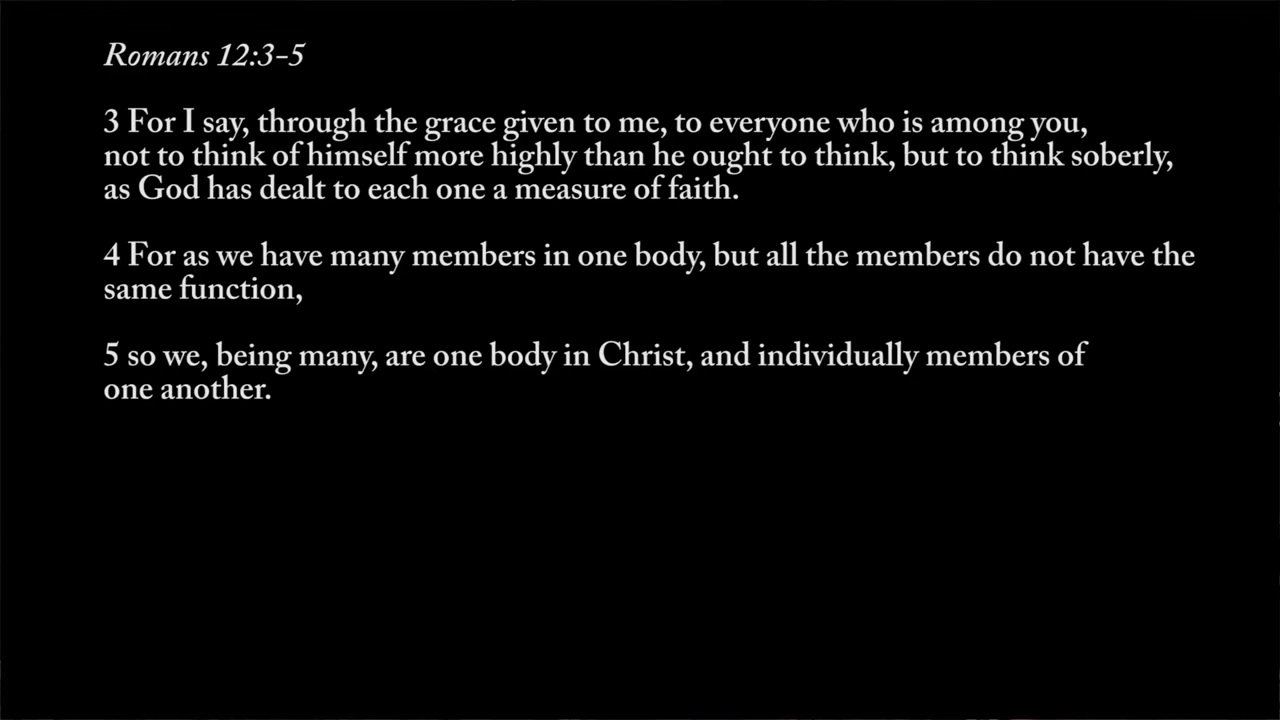 Romans 12:3-5
3 For I say, through the grace given to me, to everyone who is among you,
not to think of himself more highly than he ought to think, but to think soberly,
as God has dealt to each one a measure of faith.
4 For as we have many members in one body, but all the members do not have the
same function,
5 so we, being many, are one body in Christ, and individually members of
one another.